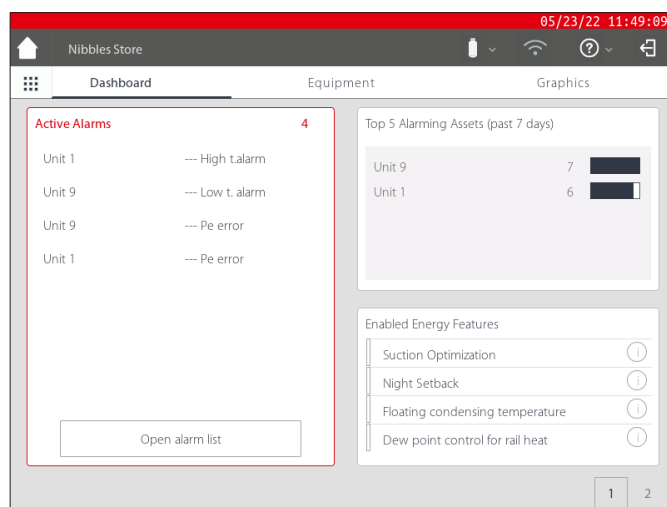 05/23/22 11:49:09
Nibbles Store
Dashboard
Equipment
Graphics
Active Alarms 4
Unit 1 --- High t.alarm
Unit 9 --- Low t. alarm
Unit 9 --- Pe error
Unit 1 --- Pe error
Open alarm list
Top 5 Alarming Assets (past 7 days)
Unit 9 7
Unit 1 6
Enabled Energy Features
Suction Optimization
Night Setback
Floating condensing temperature
Dew point control for rail heat
1 2